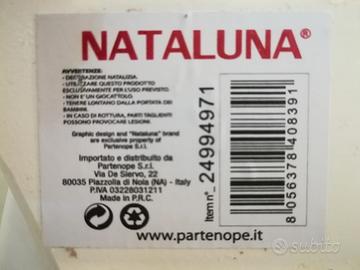 NATALUNA®
AVVERTENZE:
- DECORAZIONE NATALIZIA.
- UTILIZZARE QUESTO PRODOTTO
ESCLUSIVAMENTE PER L'USO PREVISTO.
- NON E' UN GIOCATTOLO.
- TENERE LONTANO DALLA PORTATA DEI
BAMBINI.
- IN CASO DI ROTTURA, PARTI TAGLIENTI
POSSONO PROVOCARE LESIONI.
Graphic design and "Nataluna" brand
are exclusive property of
Partenope S.r.l.
Importato e distribuito da
Partenope S.r.l.
Via De Siervo, 22
80035 Piazzolla di Nola (NA) - Italy
P.IVA 03228031211
Made in P.R.C.
Item n°_ 24994971
8 056378 408391
www.partenope.it
subito